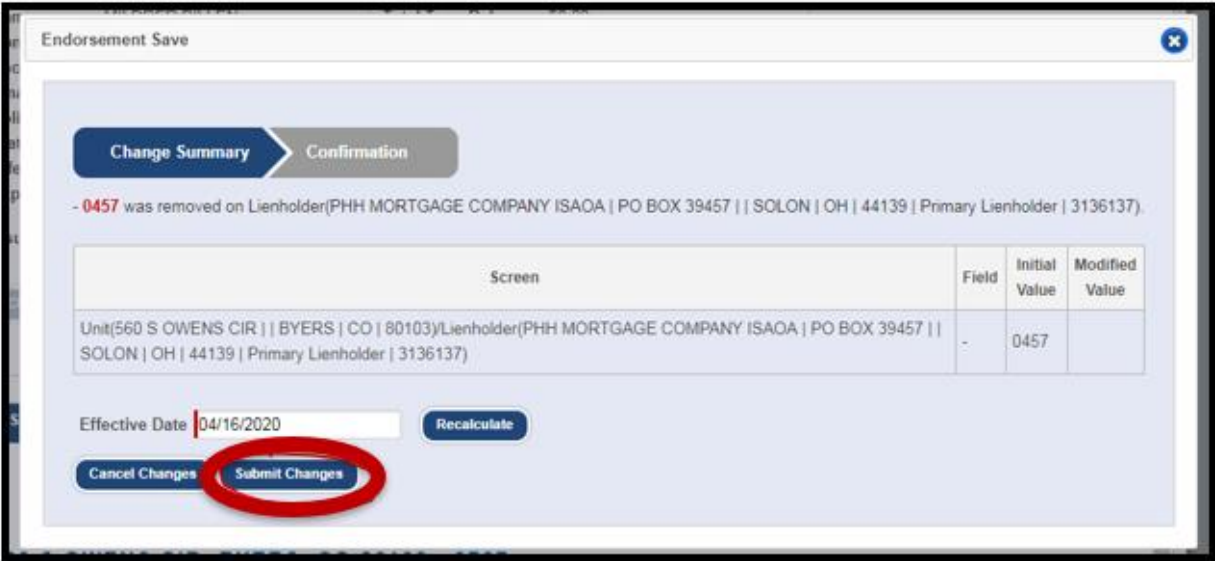 Endorsement Save
Change Summary
Confirmation
- 0457 was removed on Lienholder(PHH MORTGAGE COMPANY ISAOA | PO BOX 39457 | | SOLON | OH | 44139 | Primary Lienholder | 3136137).
Screen
Field
Initial
Value
Modified
Value
Unit(560 S OWENS CIR | | BYERS | CO | 80103)/Lienholder(PHH MORTGAGE COMPANY ISAOA | PO BOX 39457 | |
SOLON | OH | 44139 | Primary Lienholder | 3136137)
-
0457
Effective Date 04/16/2020 Recalculate
Cancel Changes Submit Changes